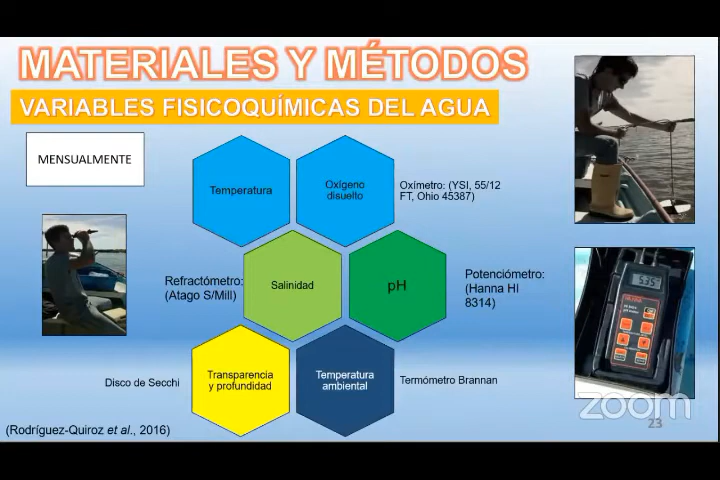 MATERIALES Y MÉTODOS
VARIABLES FISICOQUÍMICAS DEL AGUA
MENSUALMENTE
Temperatura
Oxígeno
disuelto
Oxímetro: (YSI, 55/12
FT, Ohio 45387)
Refractómetro:
(Atago S/Mill)
Salinidad
pH
Potenciómetro:
(Hanna HI
8314)
Disco de Secchi
Transparencia
y profundidad
Temperatura
ambiental
Termómetro Brannan
(Rodríguez-Quiroz et al., 2016)
zoom
23